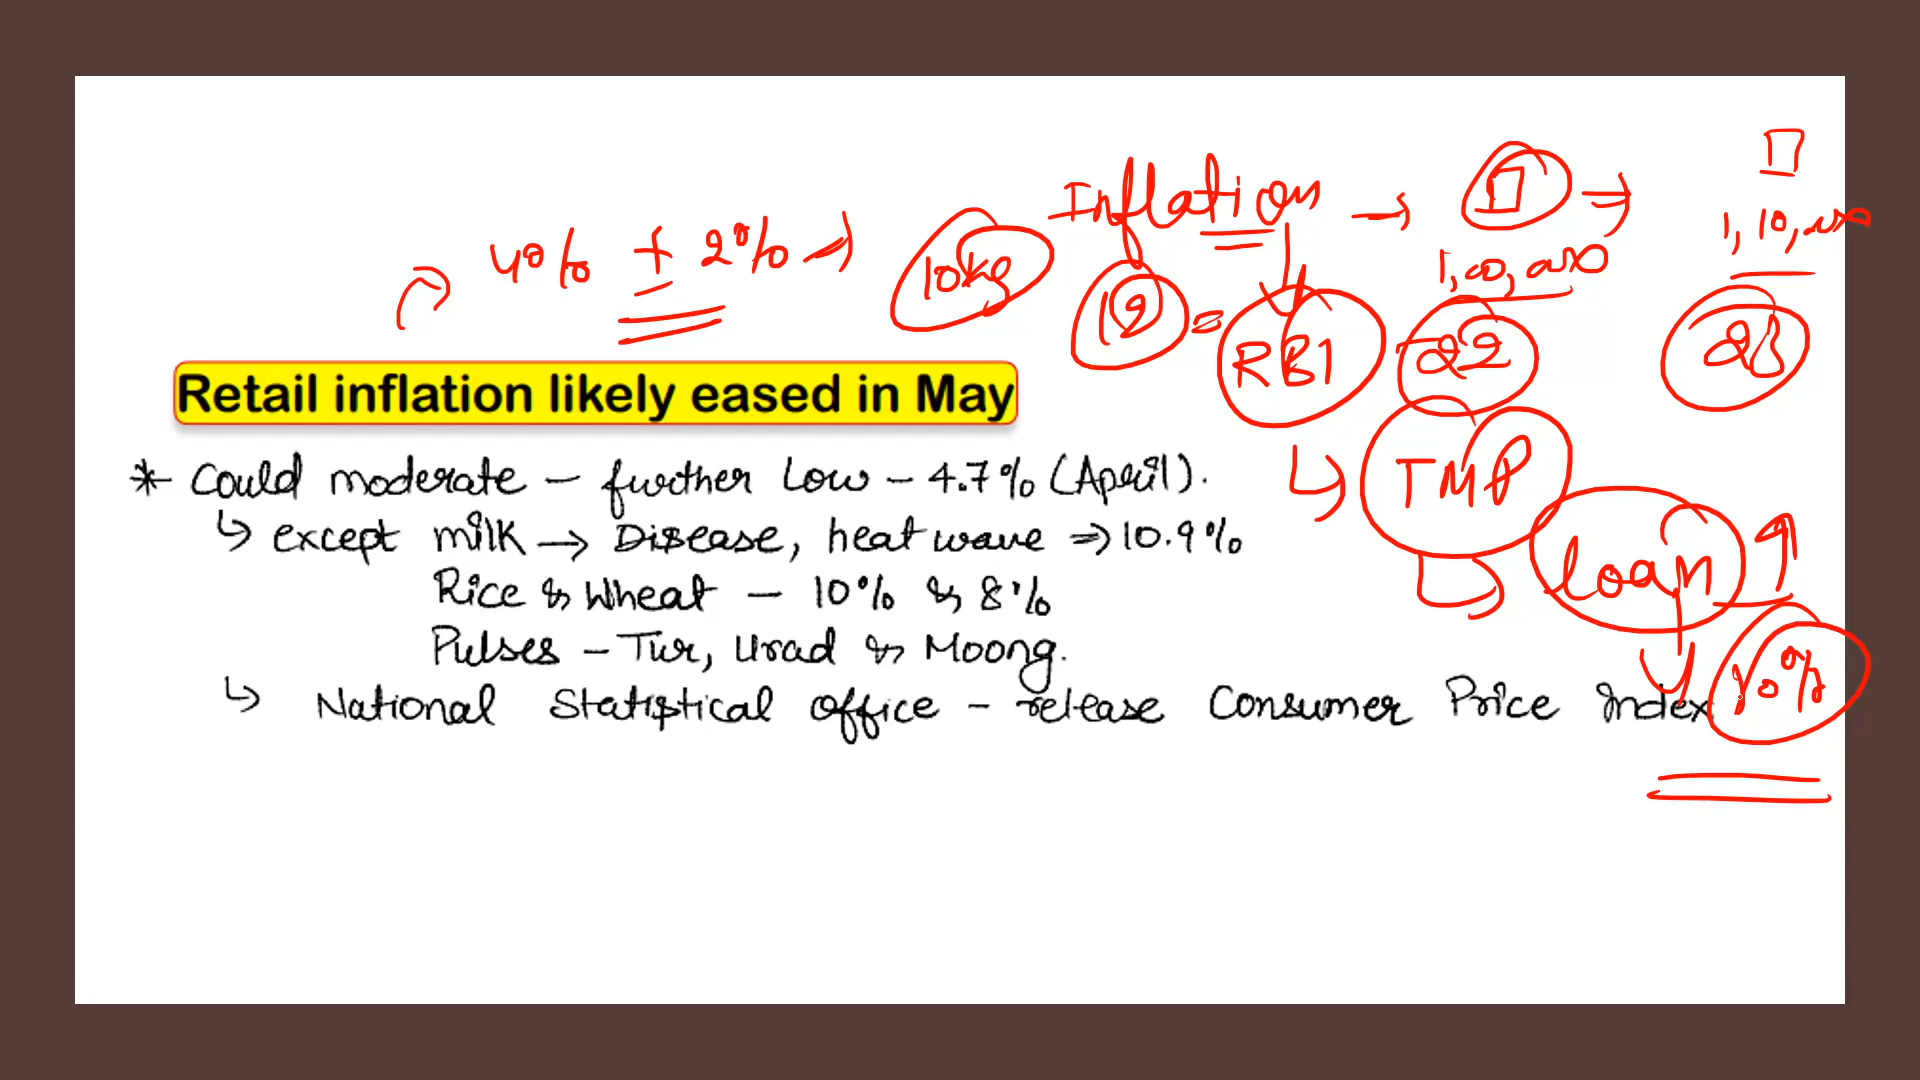 Inflation → →
1,10,000
1,00,000
4% ± 2% →
10kg
19 =
RBI
22
Retail inflation likely eased in May
TMP
* Could moderate - further Low - 4.7% (April).
↳ except milk → Disease, heat wave => 10.9%
loan ↑
Rice & Wheat - 10% & 8%
Pulses - Tur, Urad & Moong.
10%
↳ National Statistical office - release Consumer Price Index